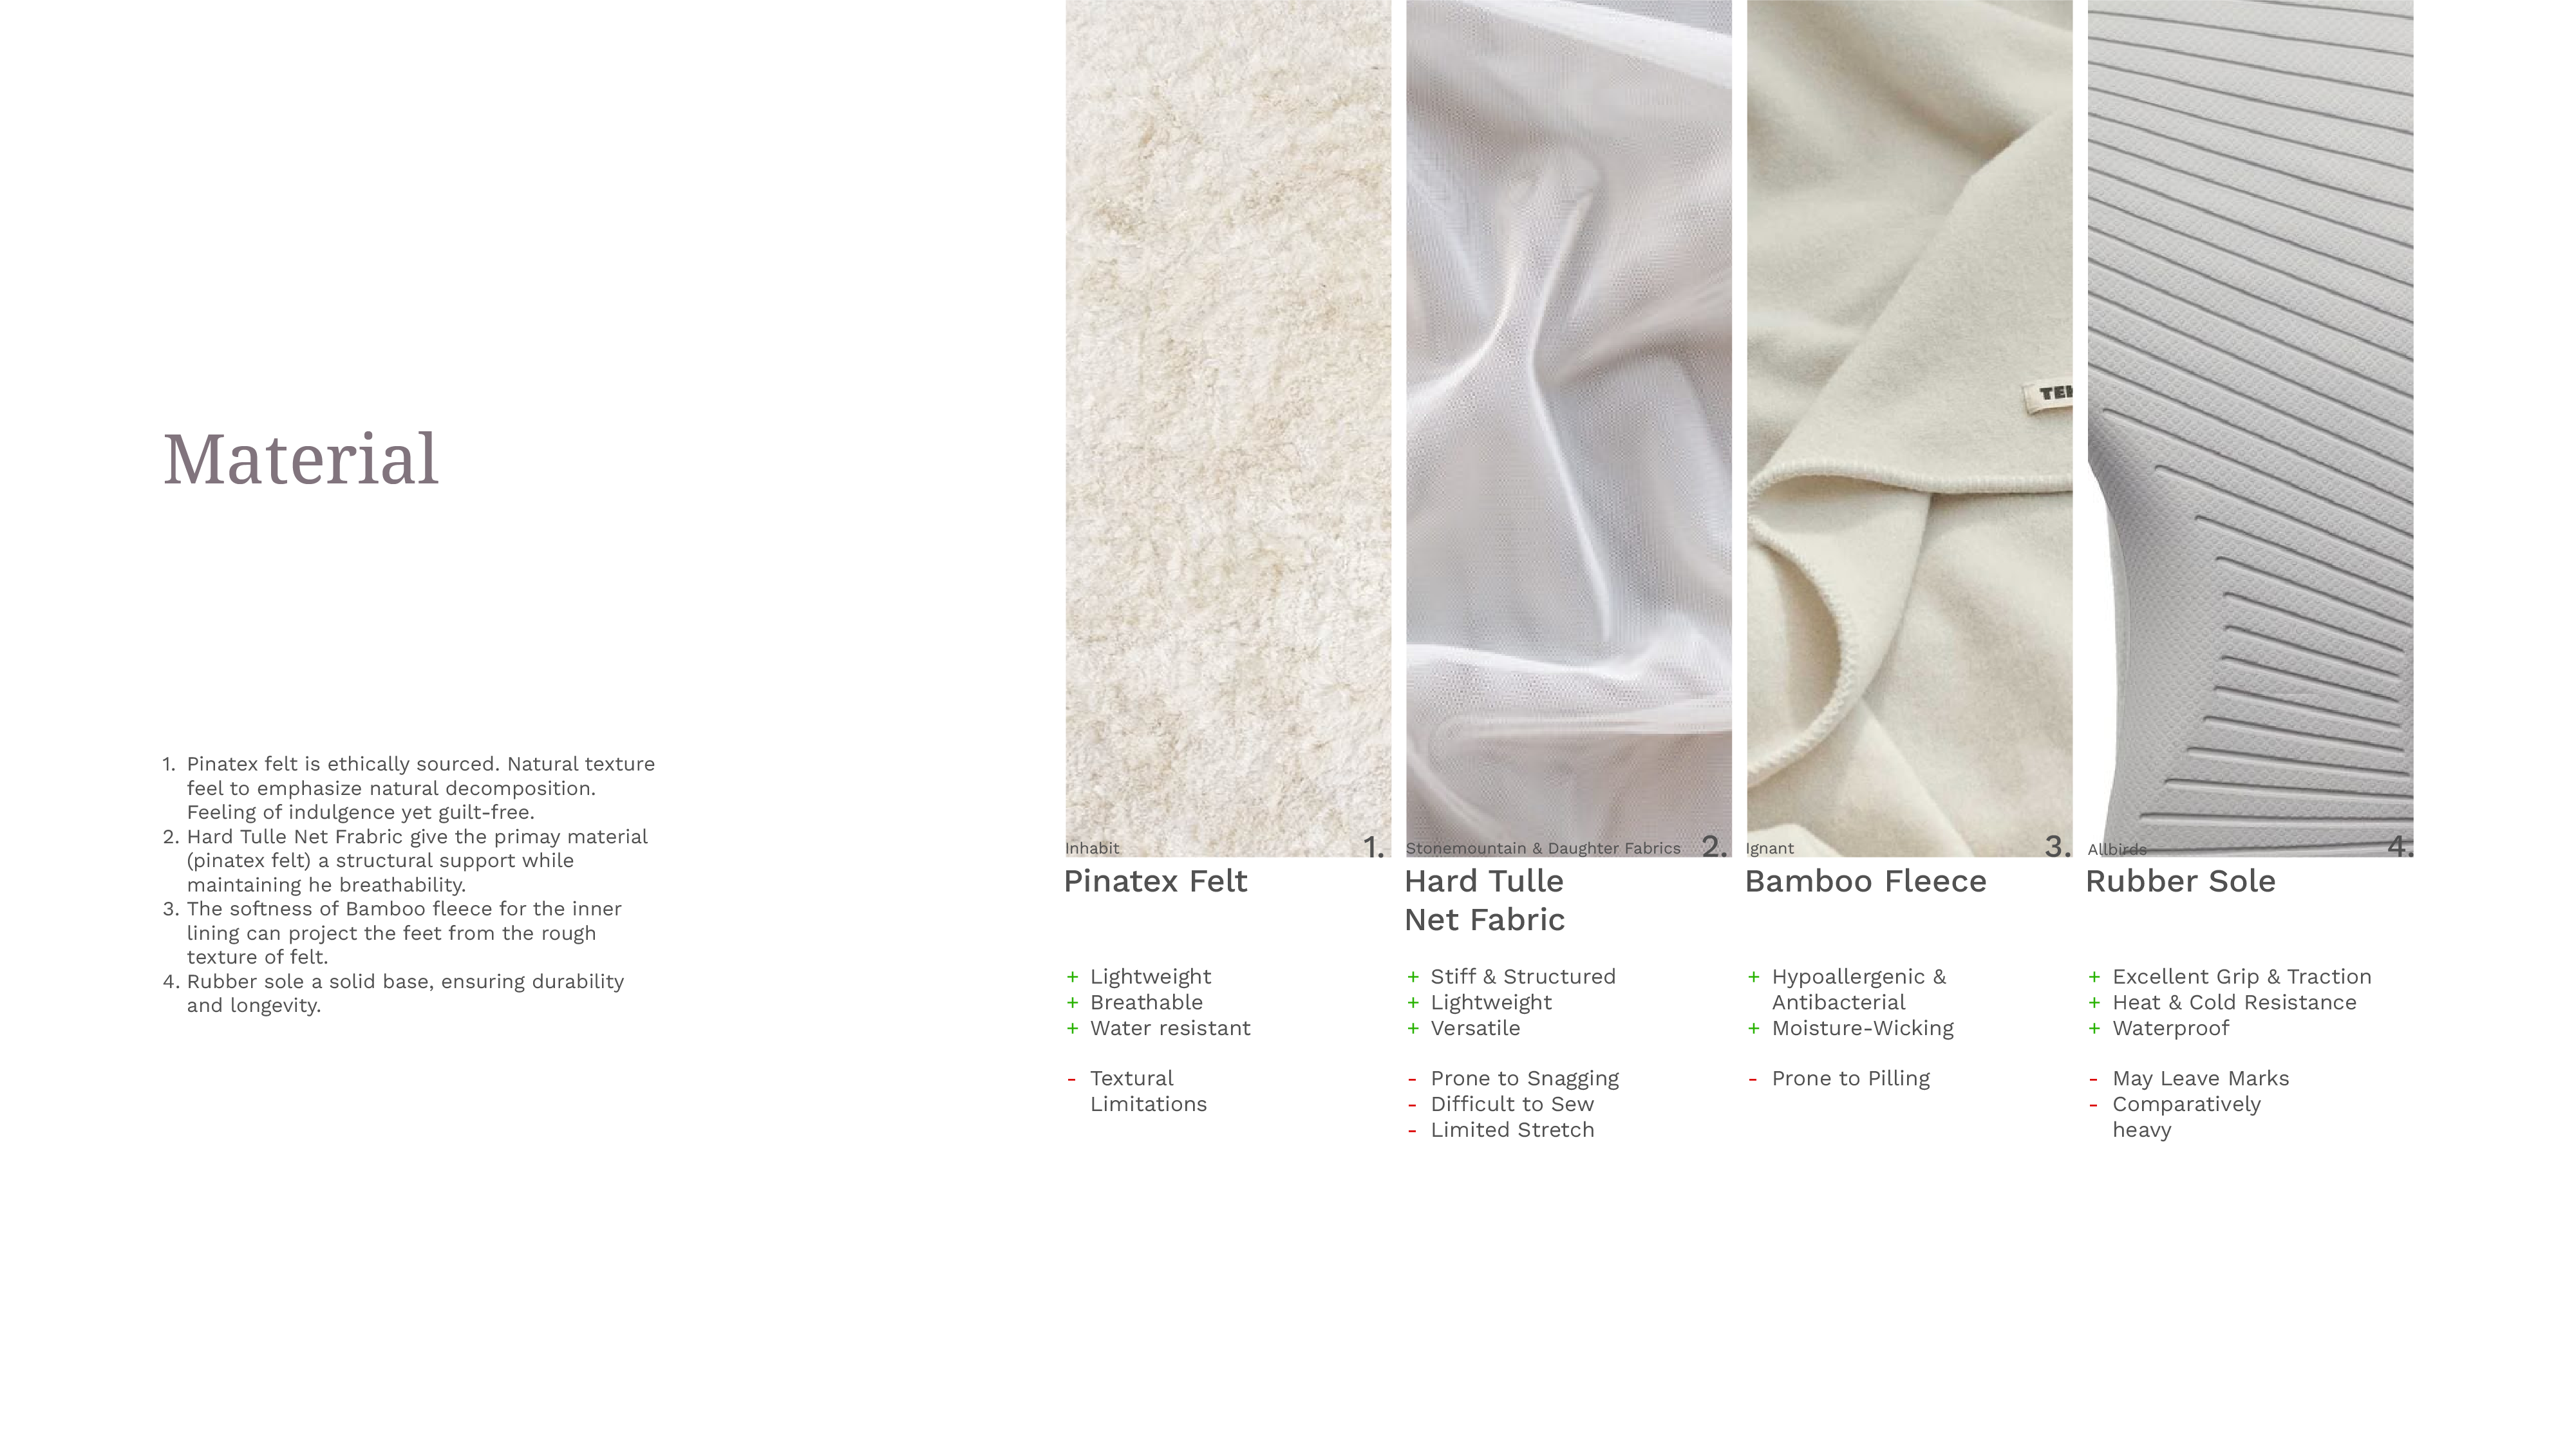 Material
1. Pinatex felt is ethically sourced. Natural texture
feel to emphasize natural decomposition.
Feeling of indulgence yet guilt-free.
2. Hard Tulle Net Frabric give the primay material
(pinatex felt) a structural support while
maintaining he breathability.
3. The softness of Bamboo fleece for the inner
lining can project the feet from the rough
texture of felt.
4. Rubber sole a solid base, ensuring durability
and longevity.
Inhabit 1.
Pinatex Felt
+ Lightweight
+ Breathable
+ Water resistant
- Textural
Limitations
Stonemountain & Daughter Fabrics 2.
Hard Tulle
Net Fabric
+ Stiff & Structured
+ Lightweight
+ Versatile
- Prone to Snagging
- Difficult to Sew
- Limited Stretch
Ignant 3.
Bamboo Fleece
+ Hypoallergenic &
Antibacterial
+ Moisture-Wicking
- Prone to Pilling
Allbirds 4.
Rubber Sole
+ Excellent Grip & Traction
+ Heat & Cold Resistance
+ Waterproof
- May Leave Marks
- Comparatively
heavy